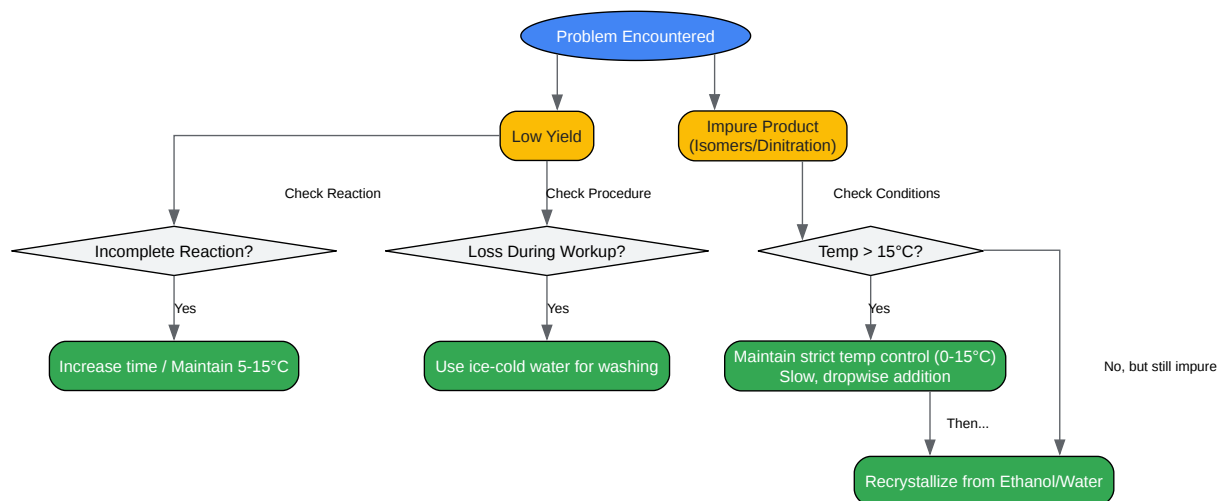 Problem Encountered
Low Yield
Impure Product
(Isomers/Dinitration)
Check Reaction
Check Procedure
Check Conditions
Incomplete Reaction?
Loss During Workup?
Temp > 15°C?
Yes
Yes
Yes
Increase time / Maintain 5-15°C
Use ice-cold water for washing
Maintain strict temp control (0-15°C)
Slow, dropwise addition
No, but still impure
Then...
Recrystallize from Ethanol/Water